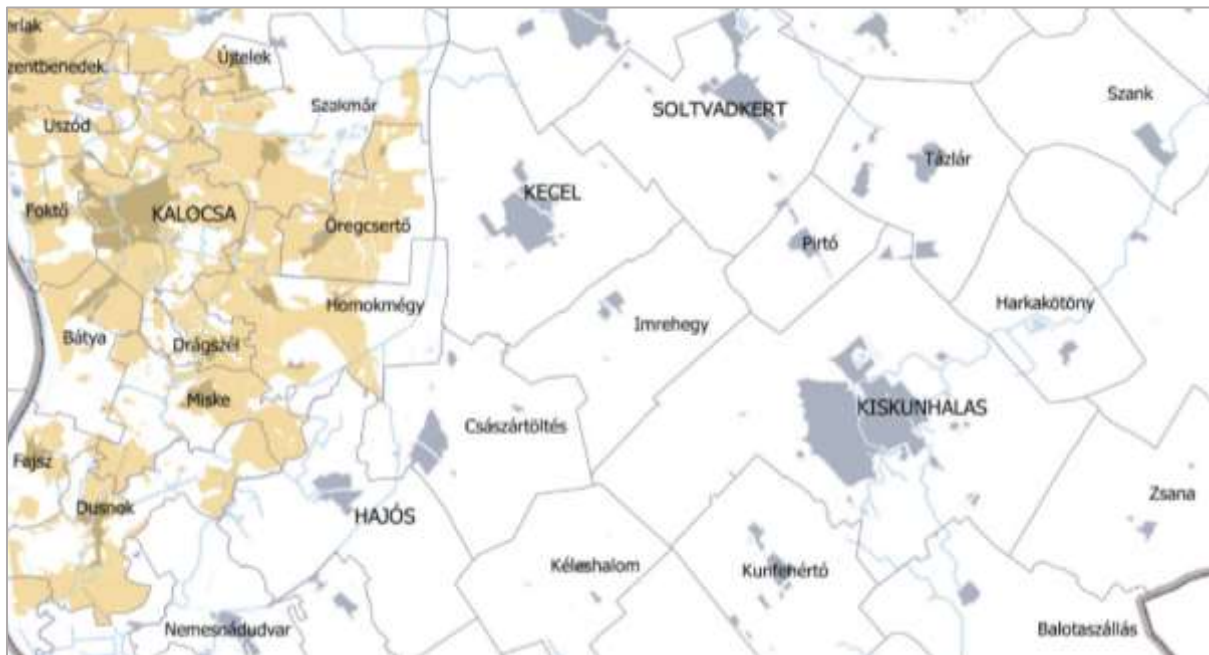 Újtelek
zentbenedek
Szakmár
Szank
SOLTVADKERT
Uszód
Tázlár
KECEL
Foktő
KALOCSA
Öregcsertő
Pirtó
Homokmégy
Harkakötöny
Imrehegy
Bátya
Drágszél
Miske
KISKUNHALAS
Császártöltés
Fajsz
Zsana
Dusnok
HAJÓS
Kéleshalom
Kunfehértó
Nemesnádudvar
Balotaszállás